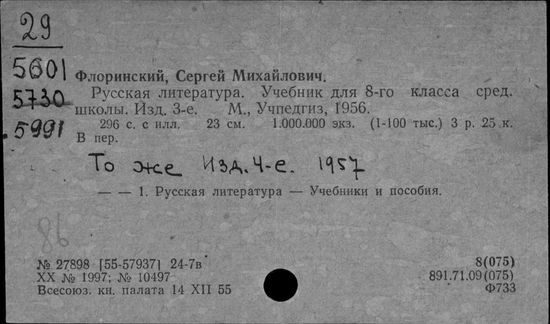 29
5601
5730
5991
Флоринский, Сергей Михайлович.
Русская литература. Учебник для 8-го класса сред.
школы. Изд. 3-е. М., Учпедгиз, 1956.
296 с. с илл. 23 см. 1.000.000 экз. (1-100 тыс.) 3 р. 25 к.
В пер.
То же Изд. 4-е. 1957
— — 1. Русская литература — Учебники и пособия.
№ 27898 [55-57937] 24-7в 8(075)
XX № 1997; № 10497 891.71.09(075)
Всесоюз. кн. палата 14 XII 55 Ф733